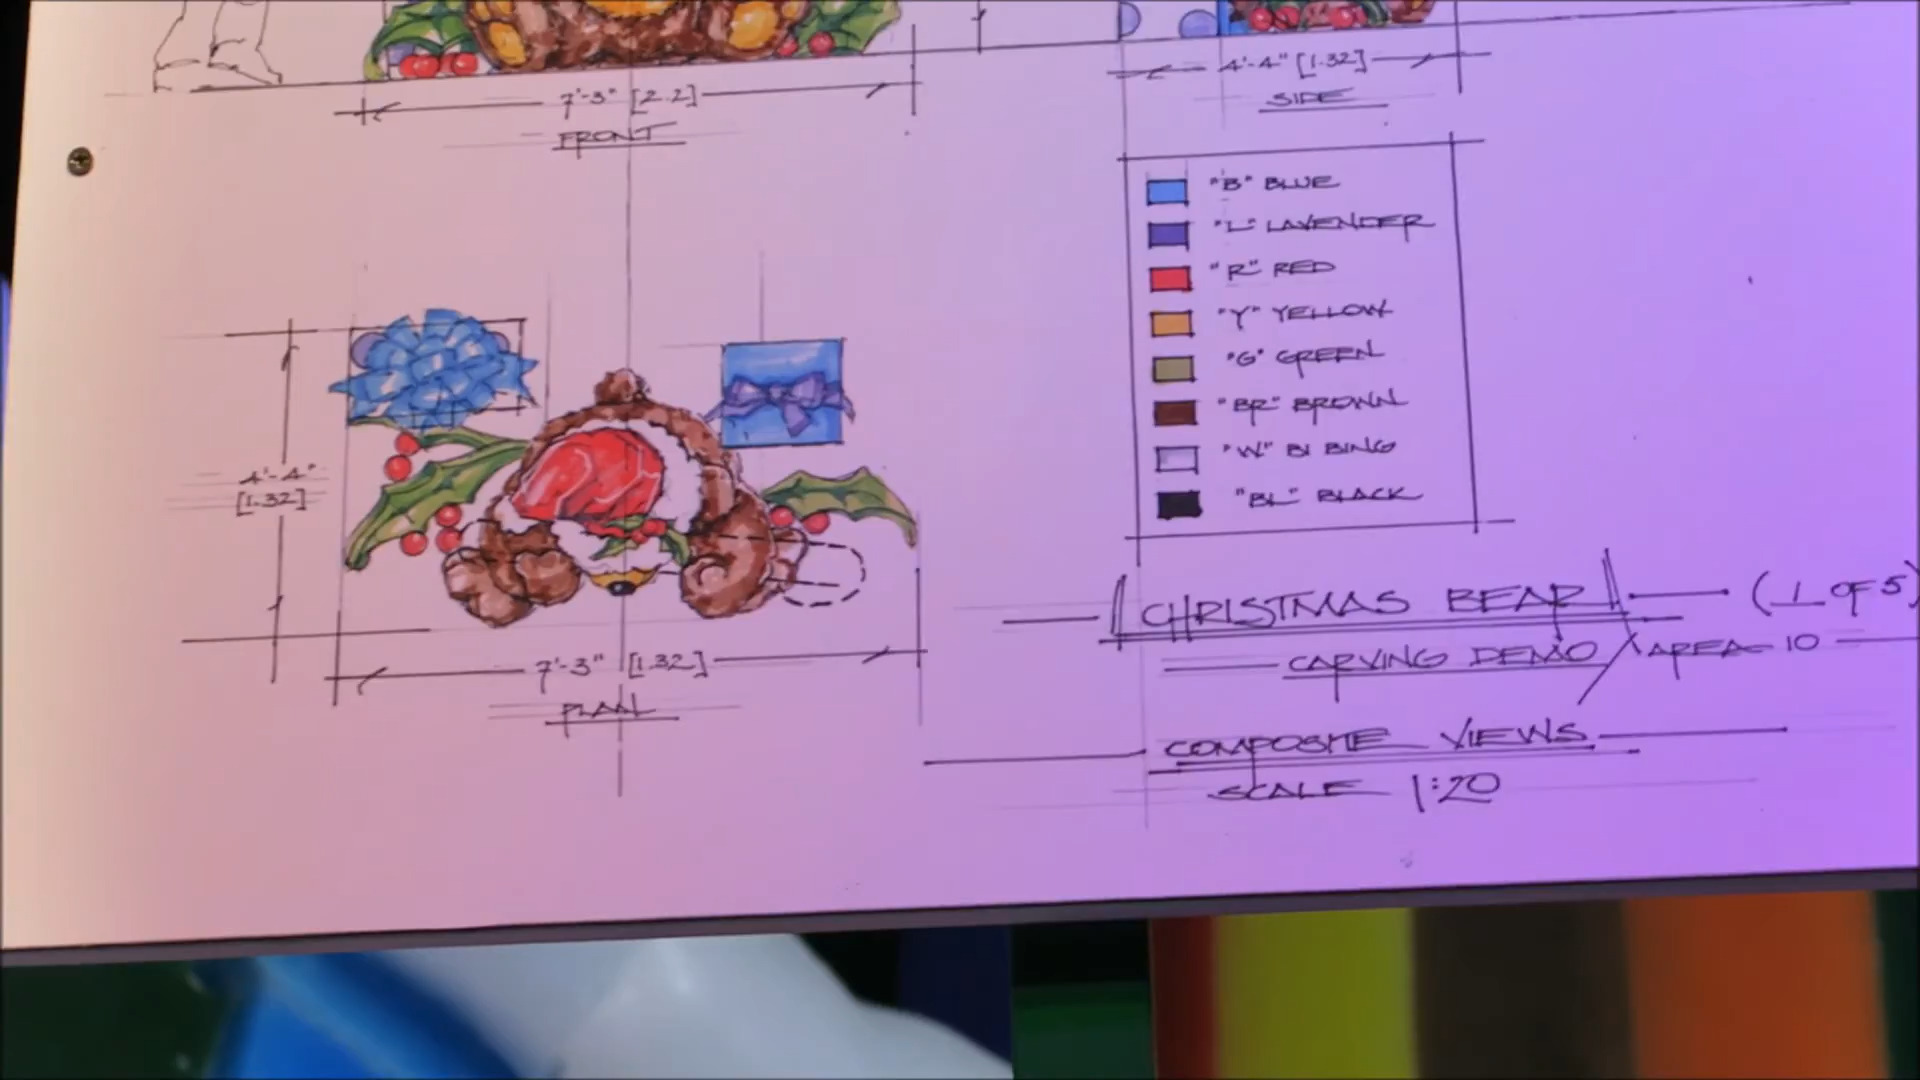 7'-3" [2.2]
FRONT
4'-4" [1.32]
SIDE
"B" BLUE
"L" LAVENDER
"R" RED
"Y" YELLOW
"G" GREEN
"BR" BROWN
"W" BI BING
"BL" BLACK
4'-4"
[1.32]
7'-3" [1.32]
PLAN
CHRISTMAS BEAR (1 OF 5)
CARVING DEMO / AREA 10
COMPOSITE VIEWS
SCALE 1:20